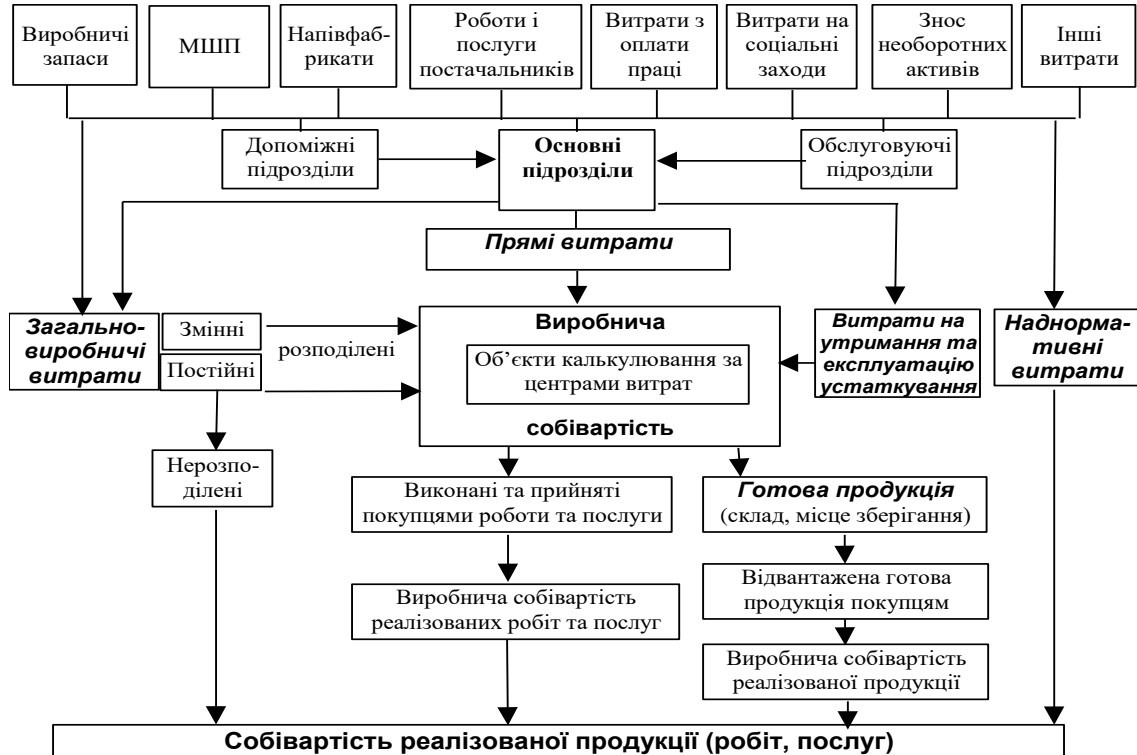 Виробничі
запаси
МШП
Напівфаб-
рикати
Роботи і
послуги
постачальників
Витрати з
оплати
праці
Витрати на
соціальні
заходи
Знос
необоротних
активів
Інші
витрати
Допоміжні
підрозділи
Основні
підрозділи
Обслуговуючі
підрозділи
Прямі витрати
Загально-
виробничі
витрати
Змінні
Постійні
розподілені
Виробнича
Об’єкти калькулювання за
центрами витрат
собівартість
Витрати на
утримання та
експлуатацію
устаткування
Наднорма-
тивні
витрати
Нерозпо-
ділені
Виконані та прийняті
покупцями роботи та послуги
Готова продукція
(склад, місце зберігання)
Виробнича собівартість
реалізованих робіт та послуг
Відвантажена готова
продукція покупцям
Виробнича собівартість
реалізованої продукції
Собівартість реалізованої продукції (робіт, послуг)